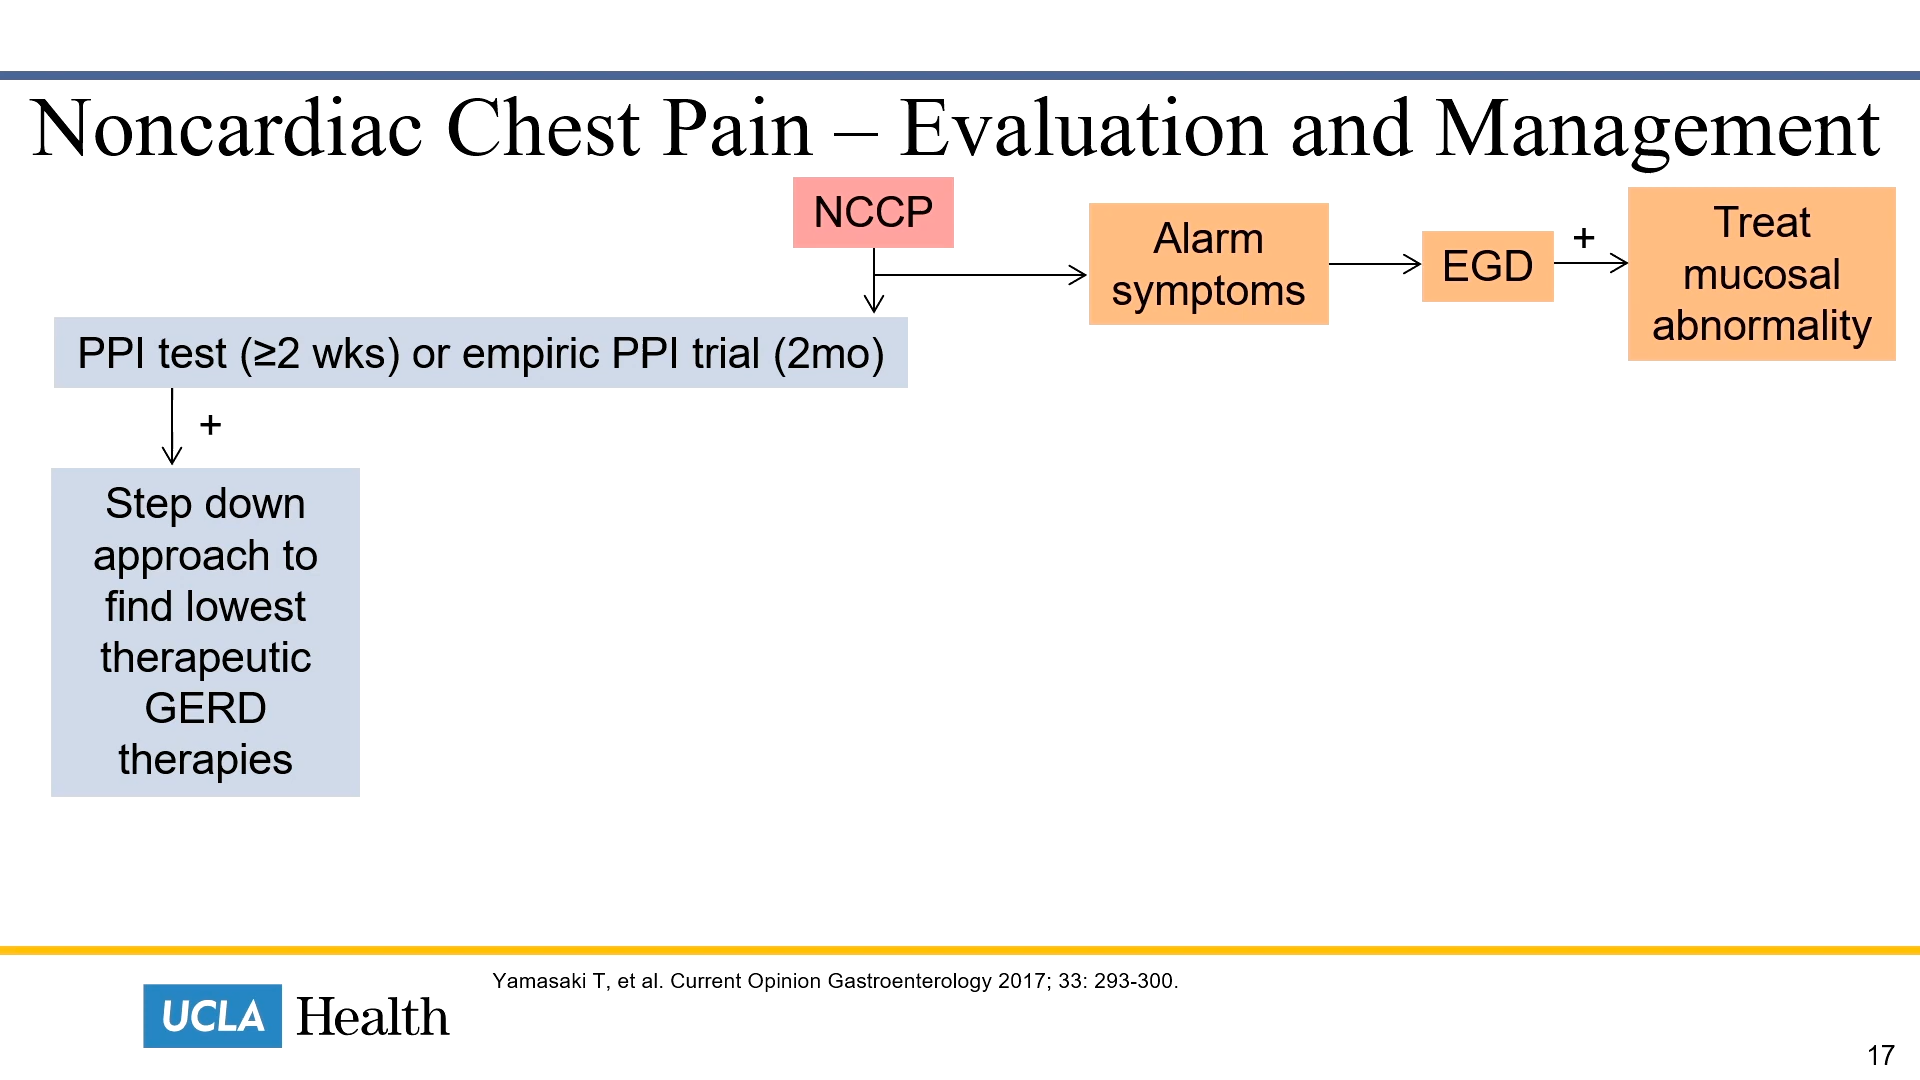 Noncardiac Chest Pain – Evaluation and Management
NCCP
Alarm
symptoms
EGD
+
Treat
mucosal
abnormality
PPI test (≥2 wks) or empiric PPI trial (2mo)
+
Step down
approach to
find lowest
therapeutic
GERD
therapies
Yamasaki T, et al. Current Opinion Gastroenterology 2017; 33: 293-300.
UCLA Health
17